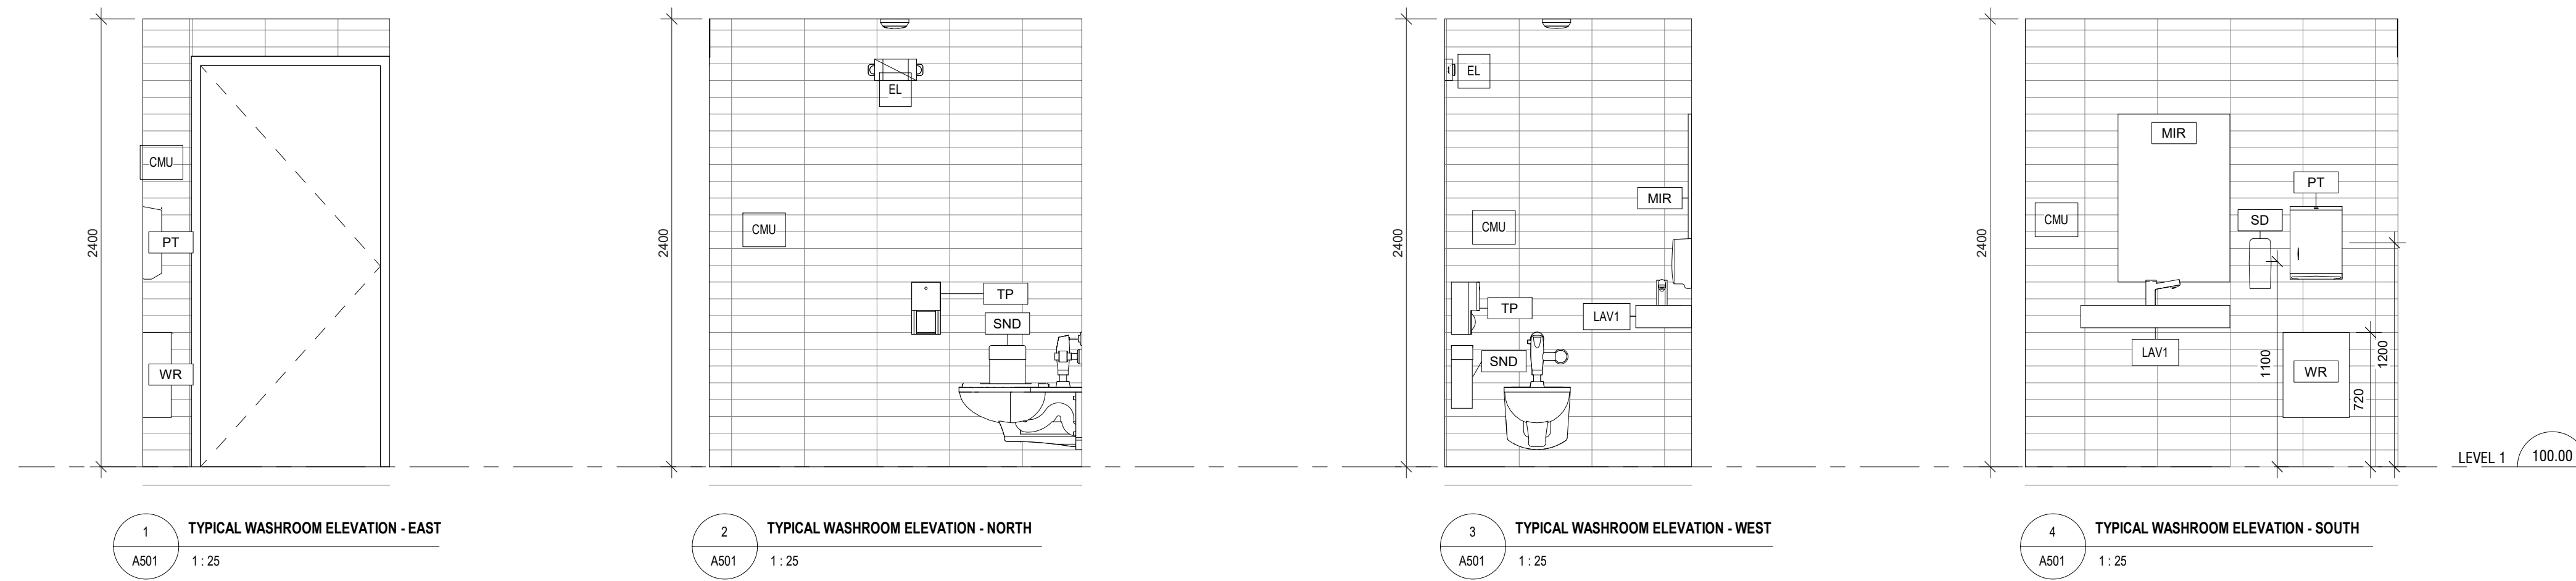 2400
CMU
PT
WR
1
TYPICAL WASHROOM ELEVATION - EAST
A501
1 : 25
2400
EL
CMU
TP
SND
2
TYPICAL WASHROOM ELEVATION - NORTH
A501
1 : 25
2400
EL
MIR
CMU
TP
LAV1
SND
3
TYPICAL WASHROOM ELEVATION - WEST
A501
1 : 25
2400
MIR
PT
CMU
SD
LAV1
1100
WR
1200
720
LEVEL 1
100.00
4
TYPICAL WASHROOM ELEVATION - SOUTH
A501
1 : 25